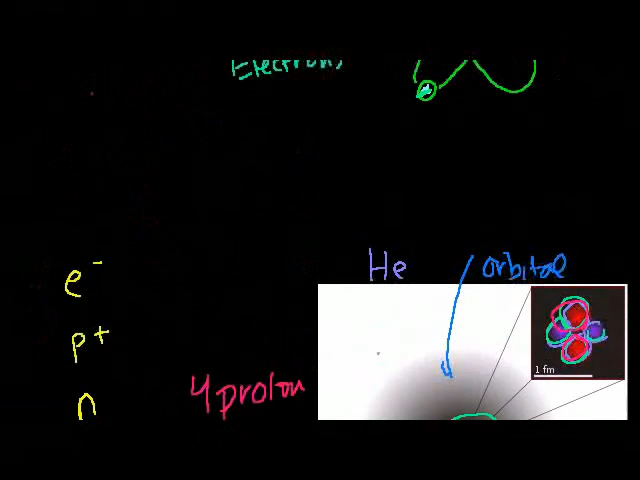 Electrons
He
orbital
e-
1 fm
p+
4 proton
n